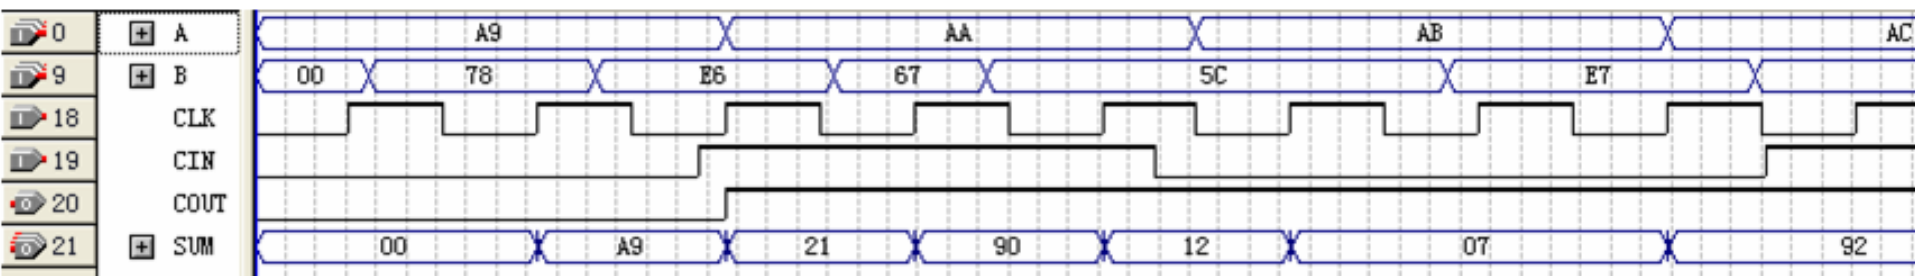 0 A A9 AA AB AC
9 B 00 78 E6 67 5C E7
18 CLK
19 CIN
20 COUT
21 SUM 00 A9 21 90 12 07 92